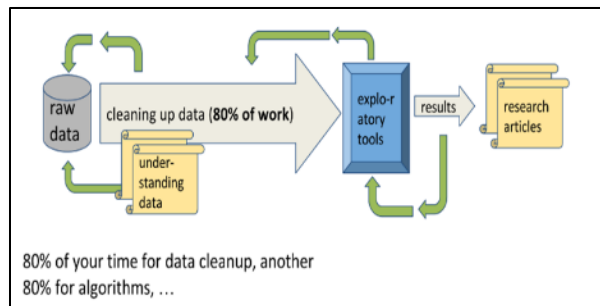 raw
data
cleaning up data (80% of work)
under-
standing
data
explo-r
atory
tools
results
research
articles
80% of your time for data cleanup, another
80% for algorithms, …